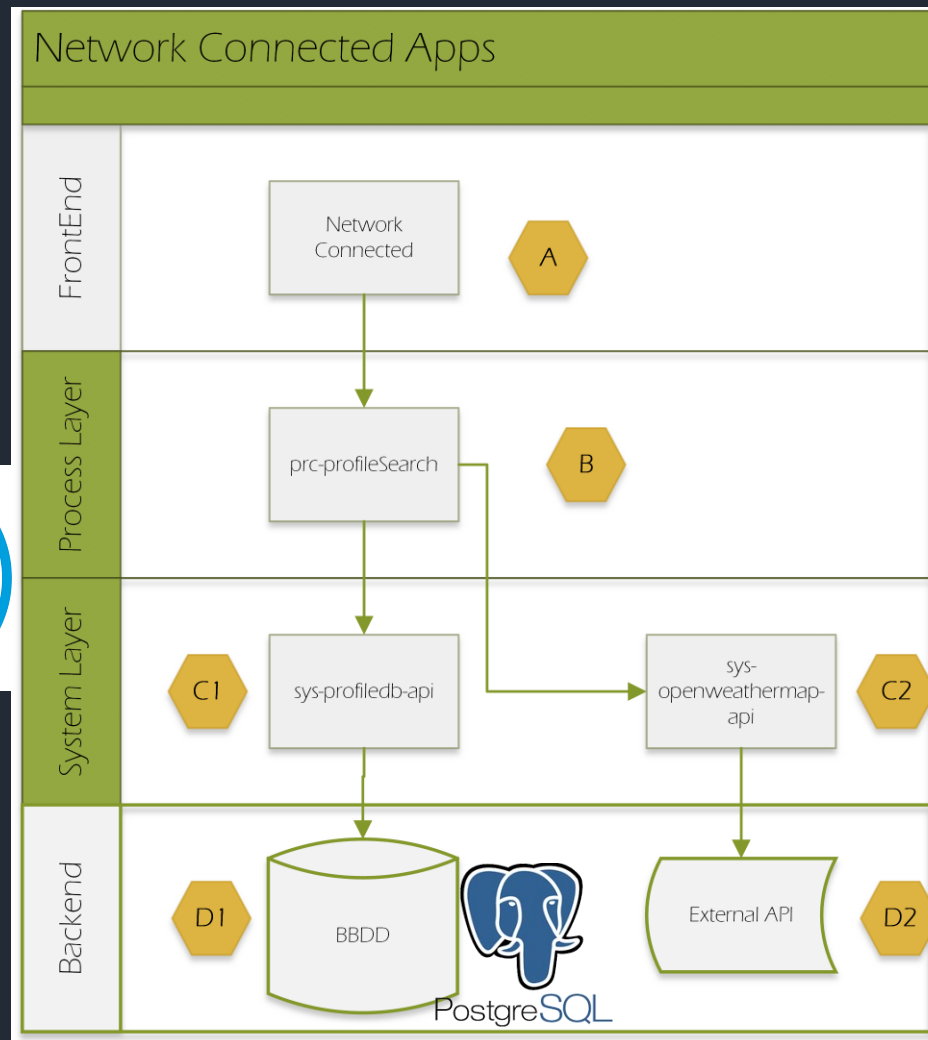 Network Connected Apps
FrontEnd
Network
Connected
A
Process Layer
prc-profileSearch
B
System Layer
C1
sys-profiledb-api
sys-
openweathermap-
api
C2
Backend
D1
BBDD
PostgreSQL
External API
D2